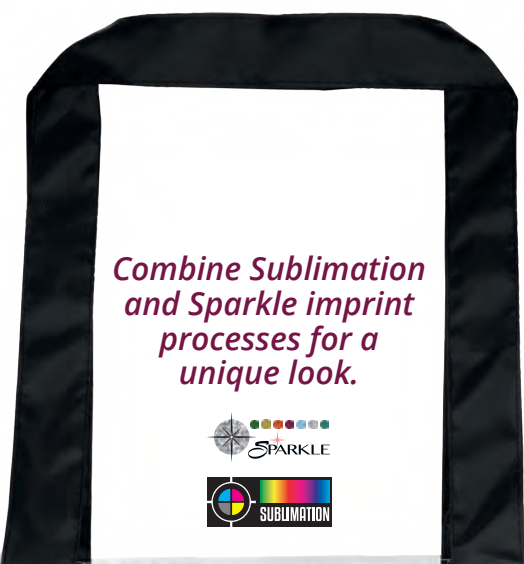 Combine Sublimation
and Sparkle imprint
processes for a
unique look.
SPARKLE
SUBLIMATION